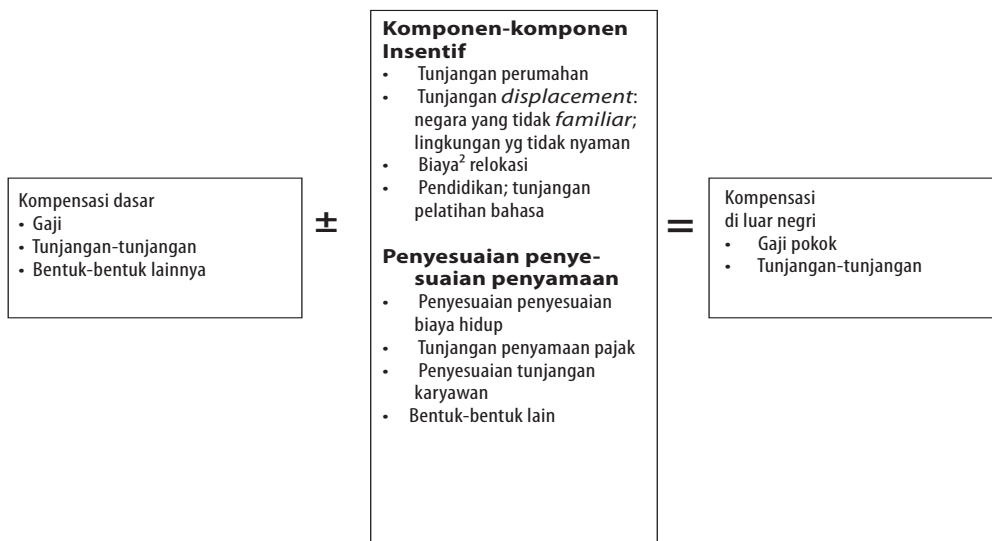 Kompensasi dasar
• Gaji
• Tunjangan-tunjangan
• Bentuk-bentuk lainnya
±
Komponen-komponen
Insentif
• Tunjangan perumahan
• Tunjangan displacement:
negara yang tidak familiar;
lingkungan yg tidak nyaman
• Biaya² relokasi
• Pendidikan; tunjangan
pelatihan bahasa
Penyesuaian penye-
suaian penyamaan
• Penyesuaian penyesuaian
biaya hidup
• Tunjangan penyamaan pajak
• Penyesuaian tunjangan
karyawan
• Bentuk-bentuk lain
=
Kompensasi
di luar negri
• Gaji pokok
• Tunjangan-tunjangan